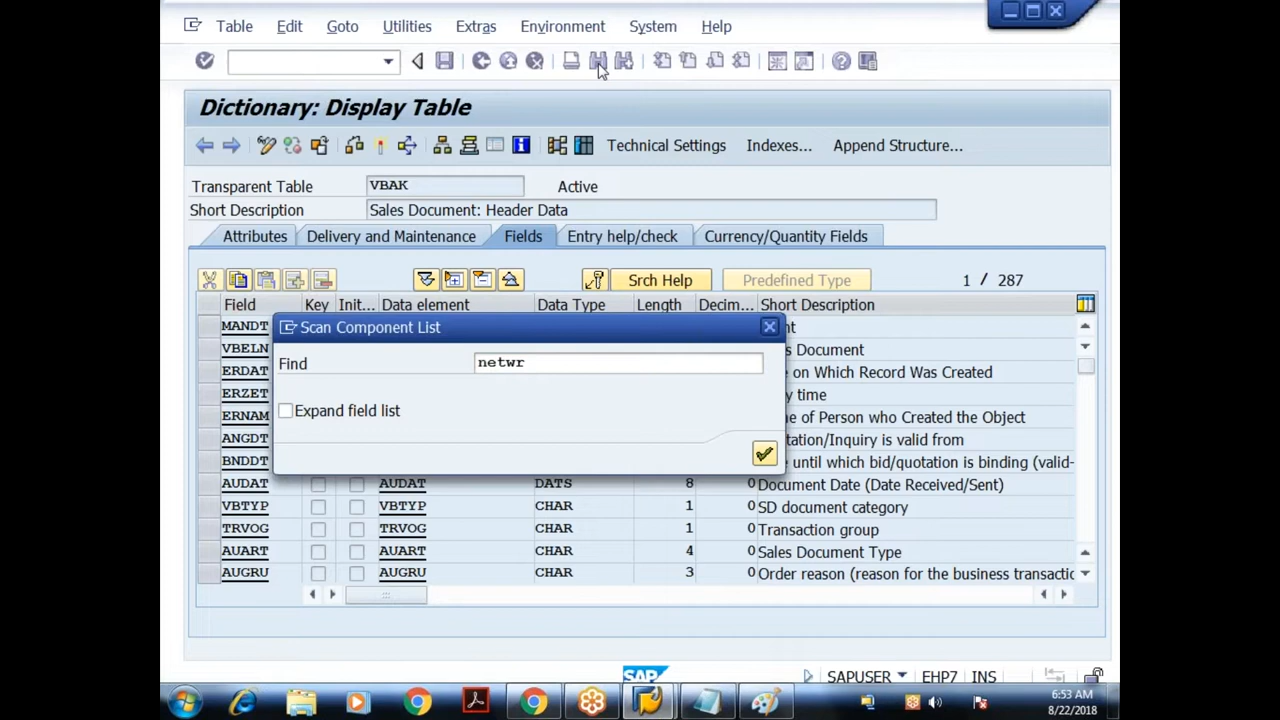 Table Edit Goto Utilities Extras Environment System Help
Dictionary: Display Table
Technical Settings Indexes... Append Structure...
Transparent Table VBAK Active
Short Description Sales Document: Header Data
Attributes Delivery and Maintenance Fields Entry help/check Currency/Quantity Fields
Srch Help Predefined Type 1 / 287
Field Key Init... Data element Data Type Length Decim... Short Description
MANDT nt
Scan Component List
VBELN s Document
Find netwr
ERDAT e on Which Record Was Created
ERZET y time
Expand field list
ERNAM e of Person who Created the Object
ANGDT tation/Inquiry is valid from
BNDDT e until which bid/quotation is binding (valid-
AUDAT AUDAT DATS 8 0 Document Date (Date Received/Sent)
VBTYP VBTYP CHAR 1 0 SD document category
TRVOG TRVOG CHAR 1 0 Transaction group
AUART AUART CHAR 4 0 Sales Document Type
AUGRU AUGRU CHAR 3 0 Order reason (reason for the business transactic
SAP SAPUSER EHP7 INS
6:53 AM
8/22/2018